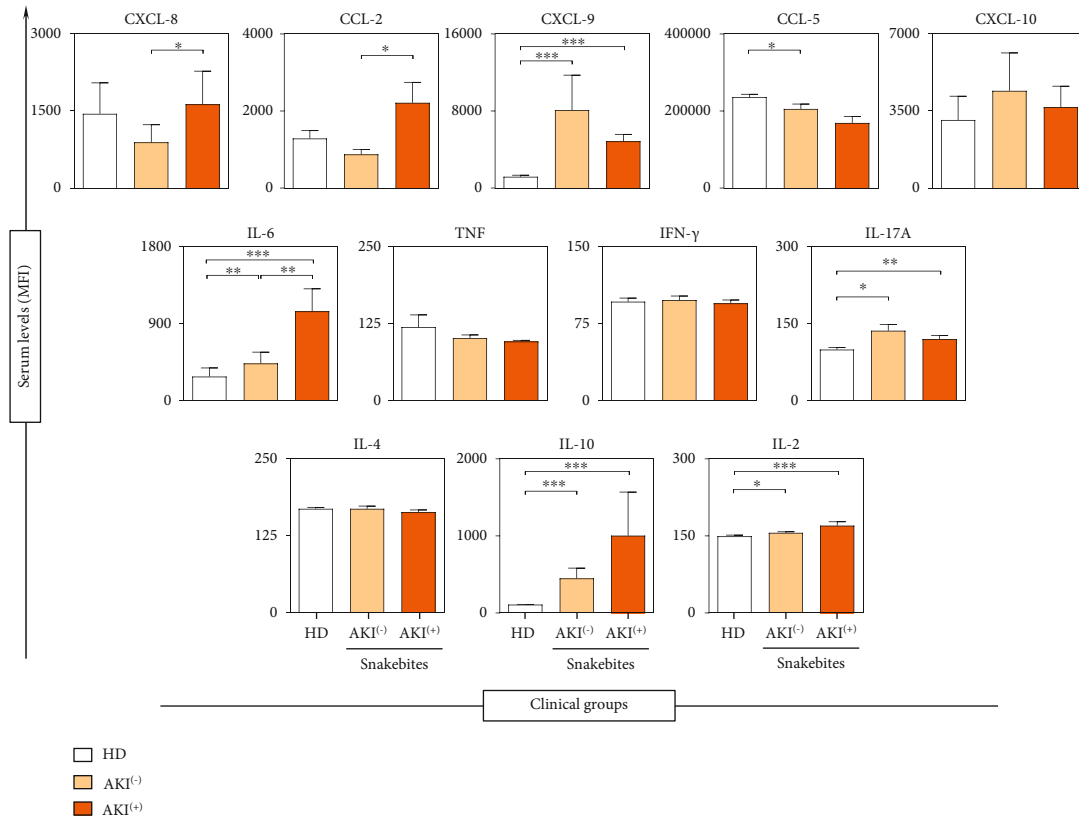 CXCL-8 CCL-2 CXCL-9 CCL-5 CXCL-10
3000 4000 16000 400000 7000
* * *** *** *
1500 2000 8000 200000 3500
0 0 0 0 0
Serum levels (MFI)
IL-6 TNF IFN-γ IL-17A
1800 250 150 300
*** ** ** ** *
900 125 75 150
0 0 0 0
IL-4 IL-10 IL-2
250 2000 300
*** *** *** *
125 1000 150
0 0 0
HD AKI(-) AKI(+) HD AKI(-) AKI(+) HD AKI(-) AKI(+)
Snakebites Snakebites Snakebites
Clinical groups
HD
AKI(-)
AKI(+)